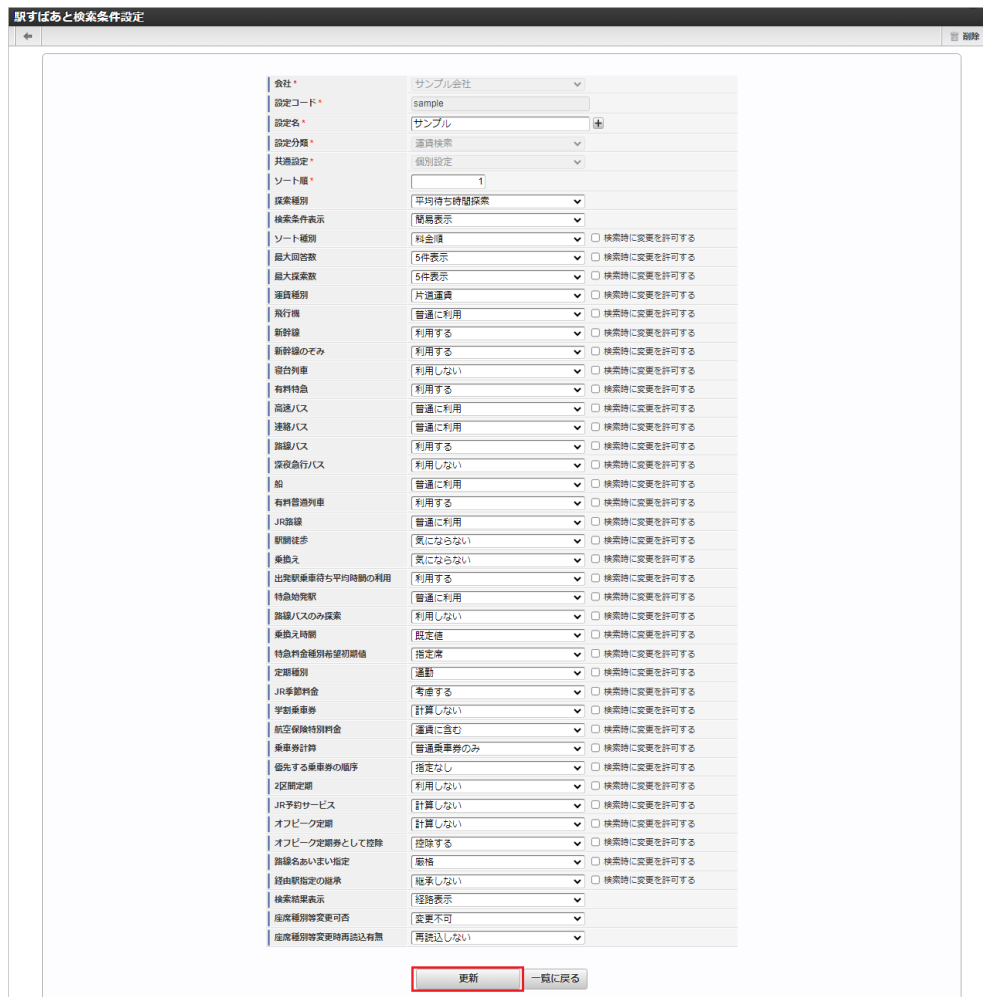 駅すぱあと検索条件設定
削除
会社* サンプル会社
設定コード* sample
設定名* サンプル
設定分類* 運賃検索
共通設定* 個別設定
ソート順* 1
探索種別 平均待ち時間探索
検索条件表示 簡易表示
ソート種別 料金順 検索時に変更を許可する
最大回答数 5件表示 検索時に変更を許可する
最大探索数 5件表示 検索時に変更を許可する
運賃種別 片道運賃 検索時に変更を許可する
飛行機 普通に利用 検索時に変更を許可する
新幹線 利用する 検索時に変更を許可する
新幹線のぞみ 利用する 検索時に変更を許可する
寝台列車 利用しない 検索時に変更を許可する
有料特急 利用する 検索時に変更を許可する
高速バス 普通に利用 検索時に変更を許可する
連絡バス 普通に利用 検索時に変更を許可する
路線バス 利用する 検索時に変更を許可する
深夜急行バス 利用しない 検索時に変更を許可する
船 普通に利用 検索時に変更を許可する
有料普通列車 利用する 検索時に変更を許可する
JR路線 普通に利用 検索時に変更を許可する
駅間徒歩 気にならない 検索時に変更を許可する
乗換え 気にならない 検索時に変更を許可する
出発駅乗車待ち平均時間の利用 利用する 検索時に変更を許可する
特急始発駅 普通に利用 検索時に変更を許可する
路線バスのみ探索 利用しない 検索時に変更を許可する
乗換え時間 既定値 検索時に変更を許可する
特急料金種別希望初期値 指定席 検索時に変更を許可する
定期種別 通勤 検索時に変更を許可する
JR季節料金 考慮する 検索時に変更を許可する
学割乗車券 計算しない 検索時に変更を許可する
航空保険特別料金 運賃に含む 検索時に変更を許可する
乗車券計算 普通乗車券のみ 検索時に変更を許可する
優先する乗車券の順序 指定なし 検索時に変更を許可する
2区間定期 利用しない 検索時に変更を許可する
JR予約サービス 計算しない 検索時に変更を許可する
オフピーク定期 計算しない 検索時に変更を許可する
オフピーク定期券として控除 控除する 検索時に変更を許可する
路線名あいまい指定 厳格 検索時に変更を許可する
経由駅指定の継承 継承しない 検索時に変更を許可する
検索結果表示 経路表示
座席種別等変更可否 変更不可
座席種別等変更時再読込有無 再読込しない
更新 一覧に戻る